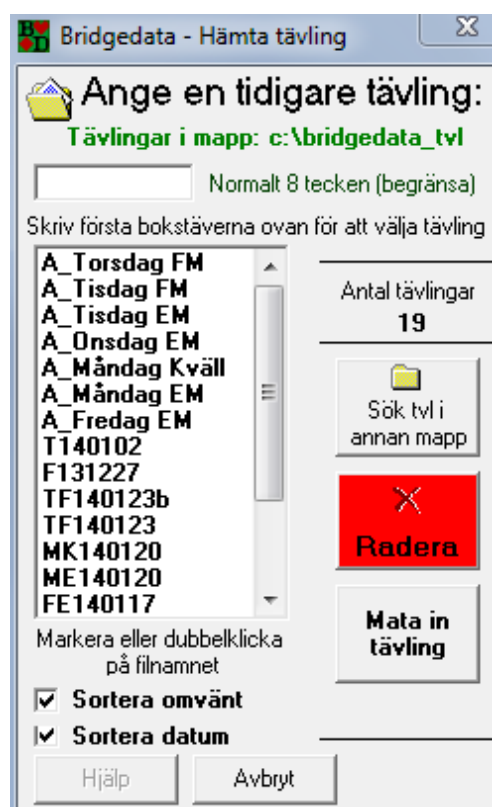 Bridgedata - Hämta tävling
Ange en tidigare tävling:
Tävlingar i mapp: c:\bridgedata_tvl
Normalt 8 tecken (begränsa)
Skriv första bokstäverna ovan för att välja tävling
A_Torsdag FM
A_Tisdag FM
A_Tisdag EM
A_Onsdag EM
A_Måndag Kväll
A_Måndag EM
A_Fredag EM
T140102
F131227
TF140123b
TF140123
MK140120
ME140120
FE140117
Antal tävlingar
19
Sök tvl i
annan mapp
Radera
Mata in
tävling
Markera eller dubbelklicka
på filnamnet
Sortera omvänt
Sortera datum
Hjälp
Avbryt